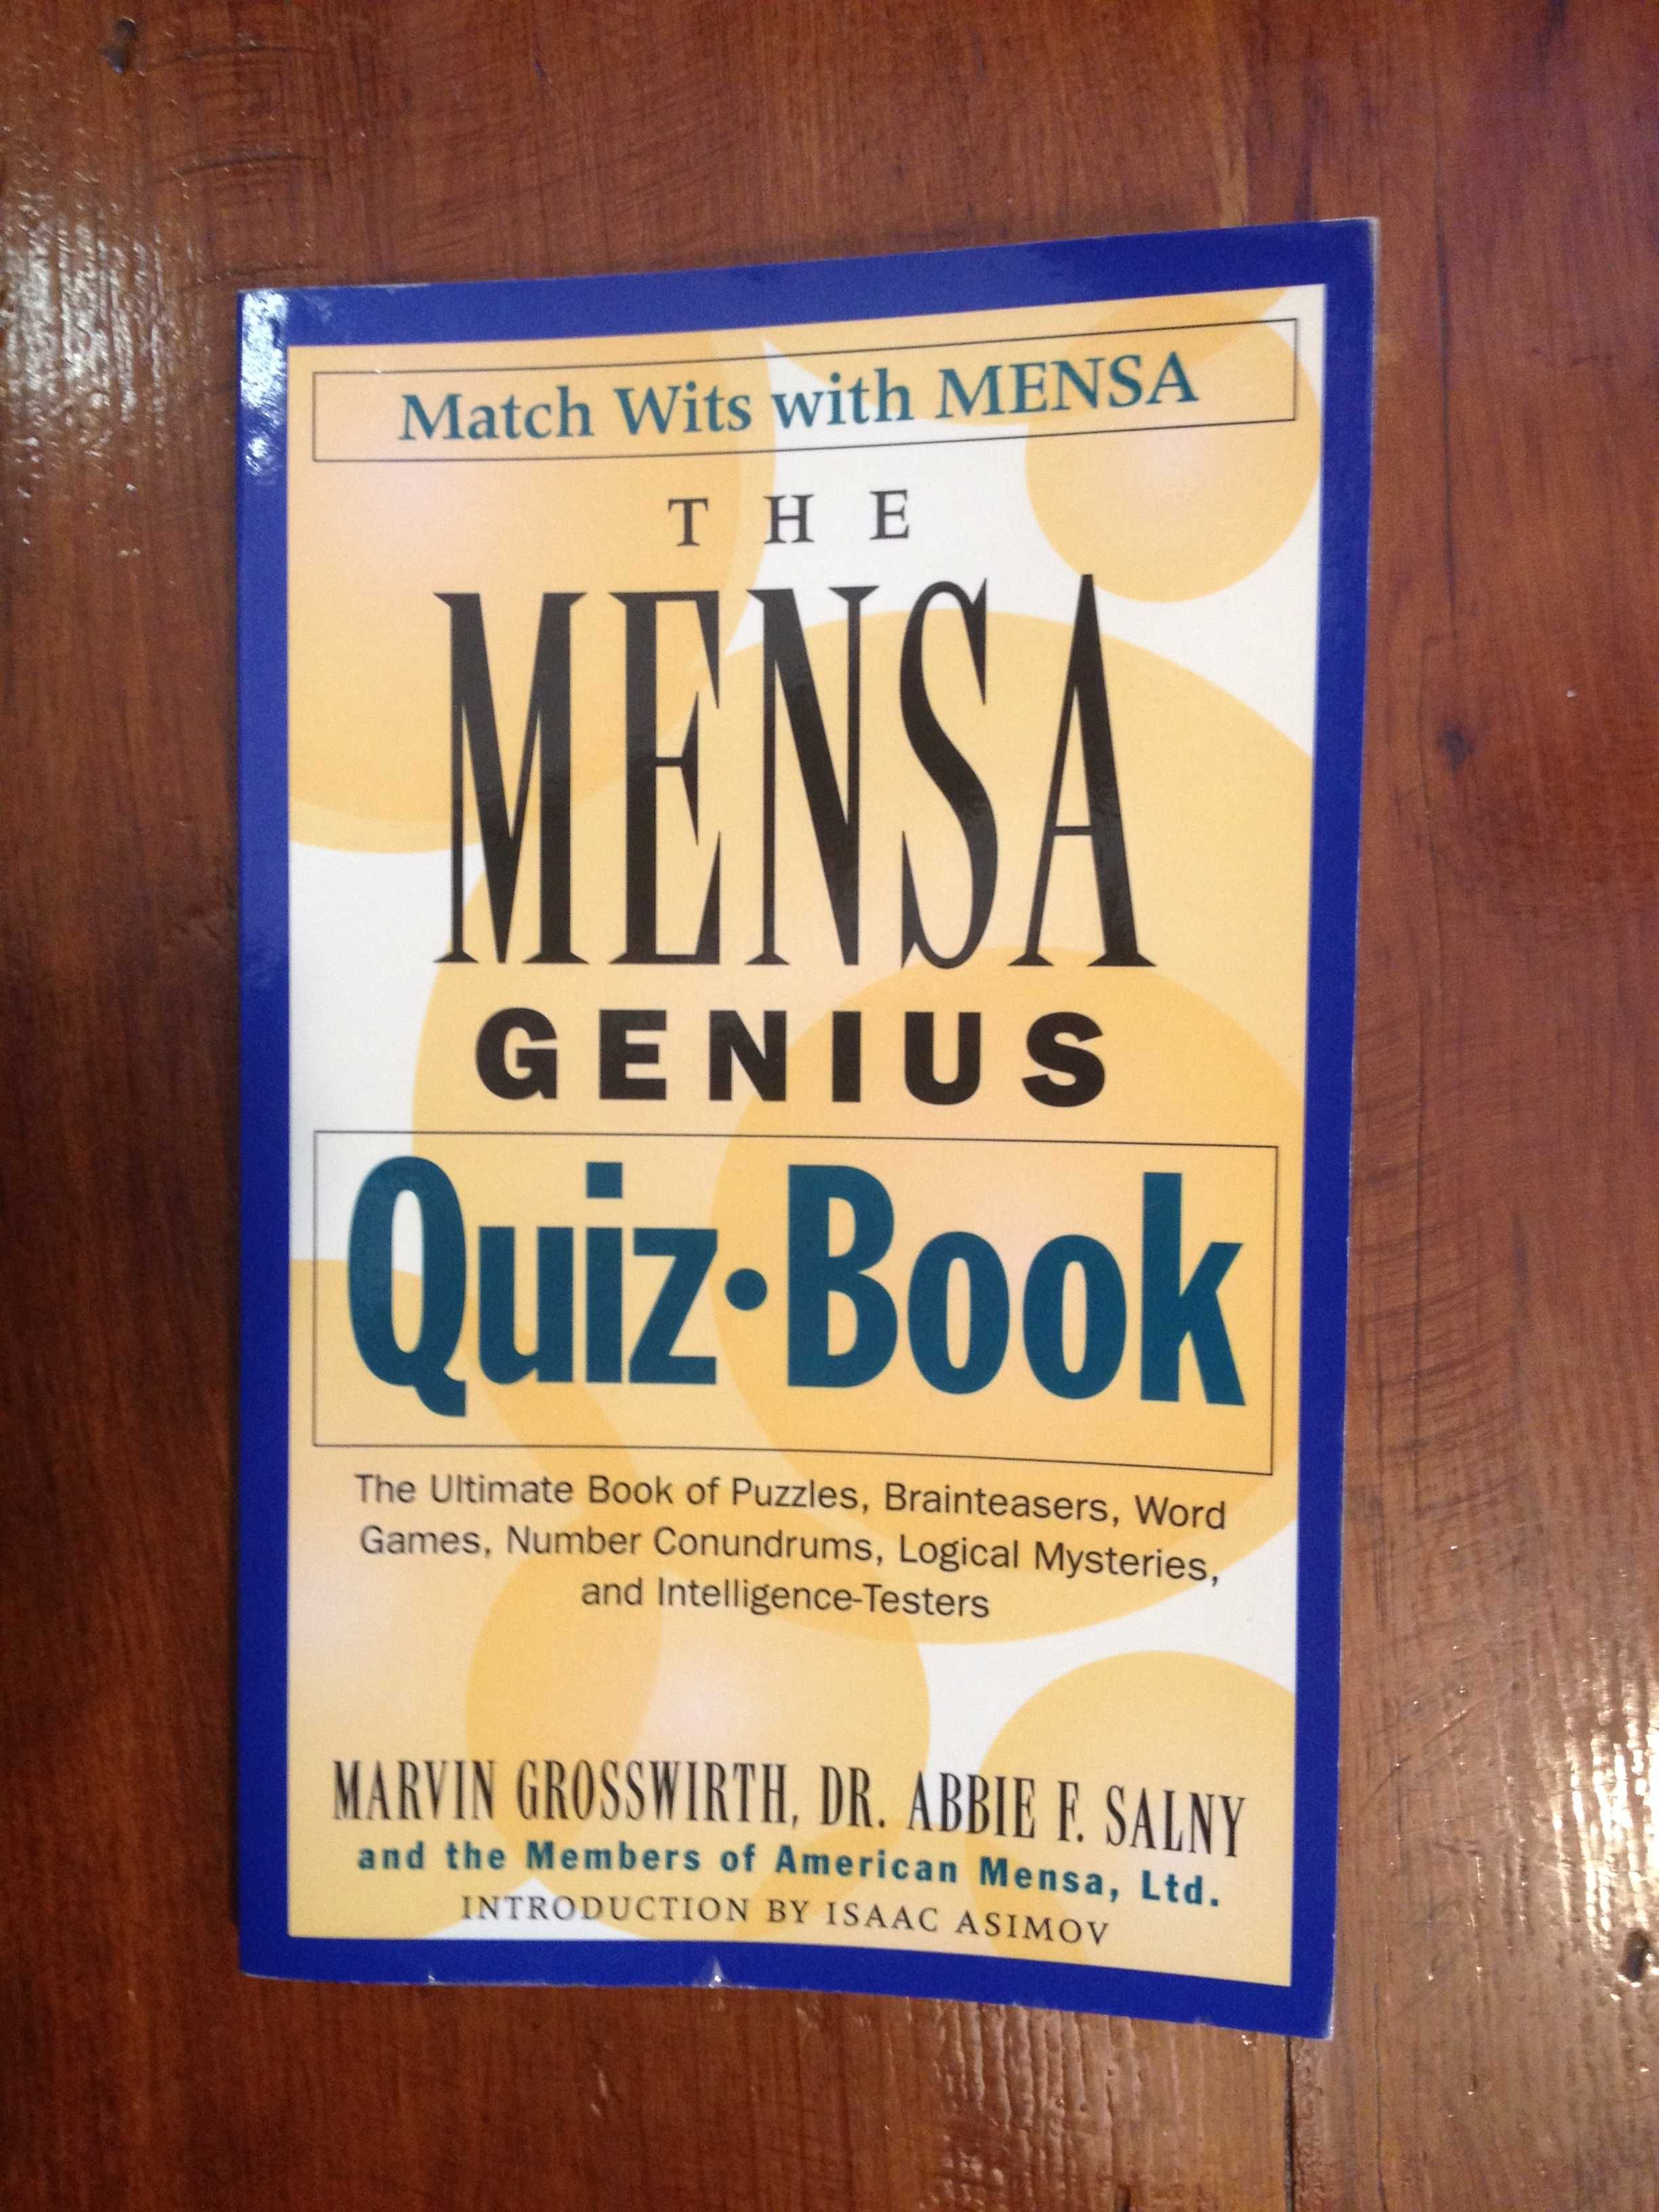 Match Wits with MENSA
THE
MENSA
GENIUS
Quiz•Book
The Ultimate Book of Puzzles, Brainteasers, Word
Games, Number Conundrums, Logical Mysteries,
and Intelligence-Testers
MARVIN GROSSWIRTH, DR. ABBIE F. SALNY
and the Members of American Mensa, Ltd.
INTRODUCTION BY ISAAC ASIMOV